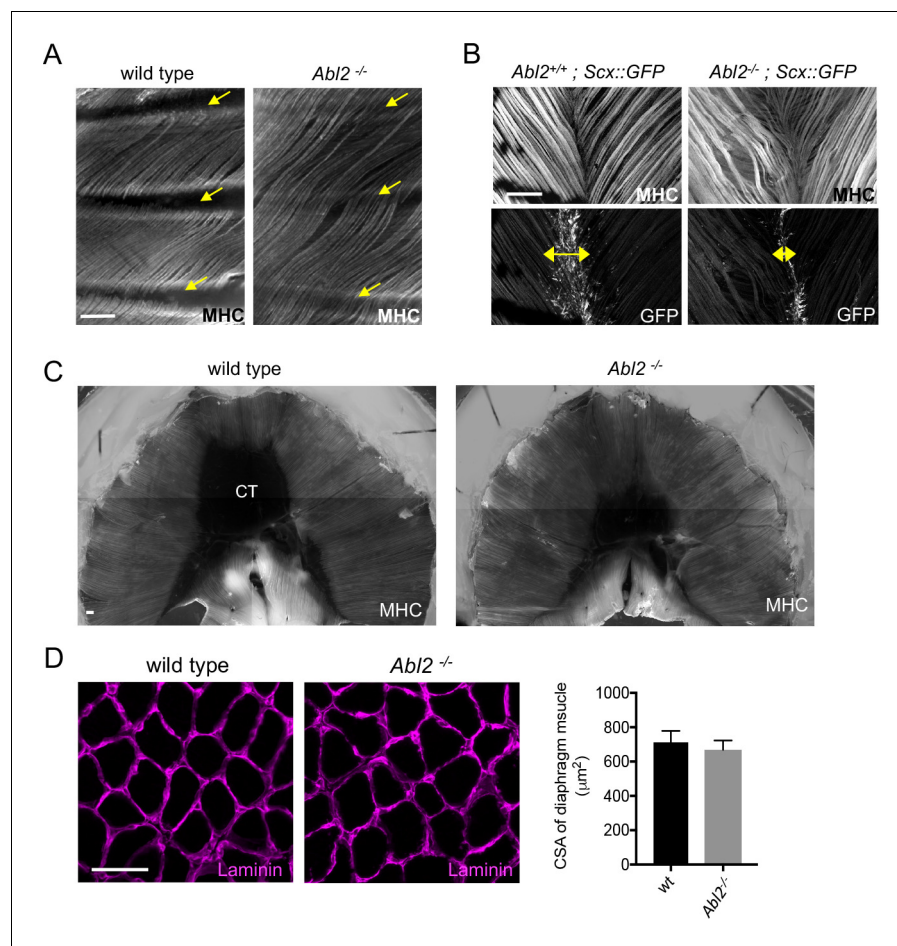 A
wild type
Abl2 -/-
MHC
MHC
B
Abl2+/+ ; Scx::GFP
Abl2-/- ; Scx::GFP
MHC
MHC
GFP
GFP
C
wild type
Abl2 -/-
CT
MHC
MHC
D
wild type
Abl2 -/-
Laminin
Laminin
CSA of diaphragm msucle
(µm2)
1000
800
600
400
200
0
wt
Abl2-/-